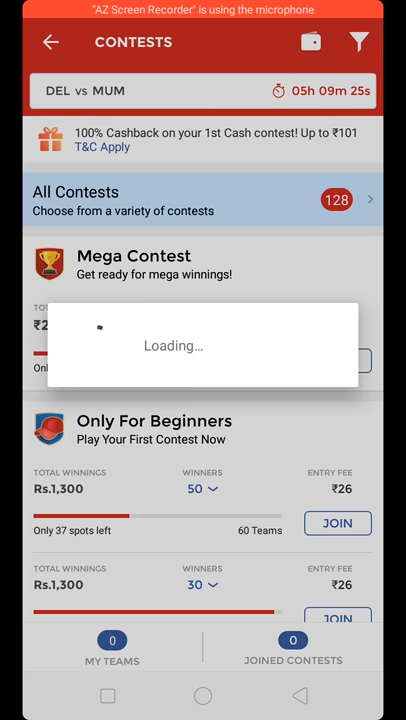 "AZ Screen Recorder" is using the microphone
CONTESTS
DEL vs MUM
05h 09m 25s
100% Cashback on your 1st Cash contest! Up to ₹101
T&C Apply
All Contests
128
Choose from a variety of contests
Mega Contest
Get ready for mega winnings!
TOT
₹2
Loading...
Onl
Only For Beginners
Play Your First Contest Now
TOTAL WINNINGS WINNERS ENTRY FEE
Rs.1,300 50 ₹26
Only 37 spots left 60 Teams JOIN
TOTAL WINNINGS WINNERS ENTRY FEE
Rs.1,300 30 ₹26
JOIN
0 0
MY TEAMS JOINED CONTESTS